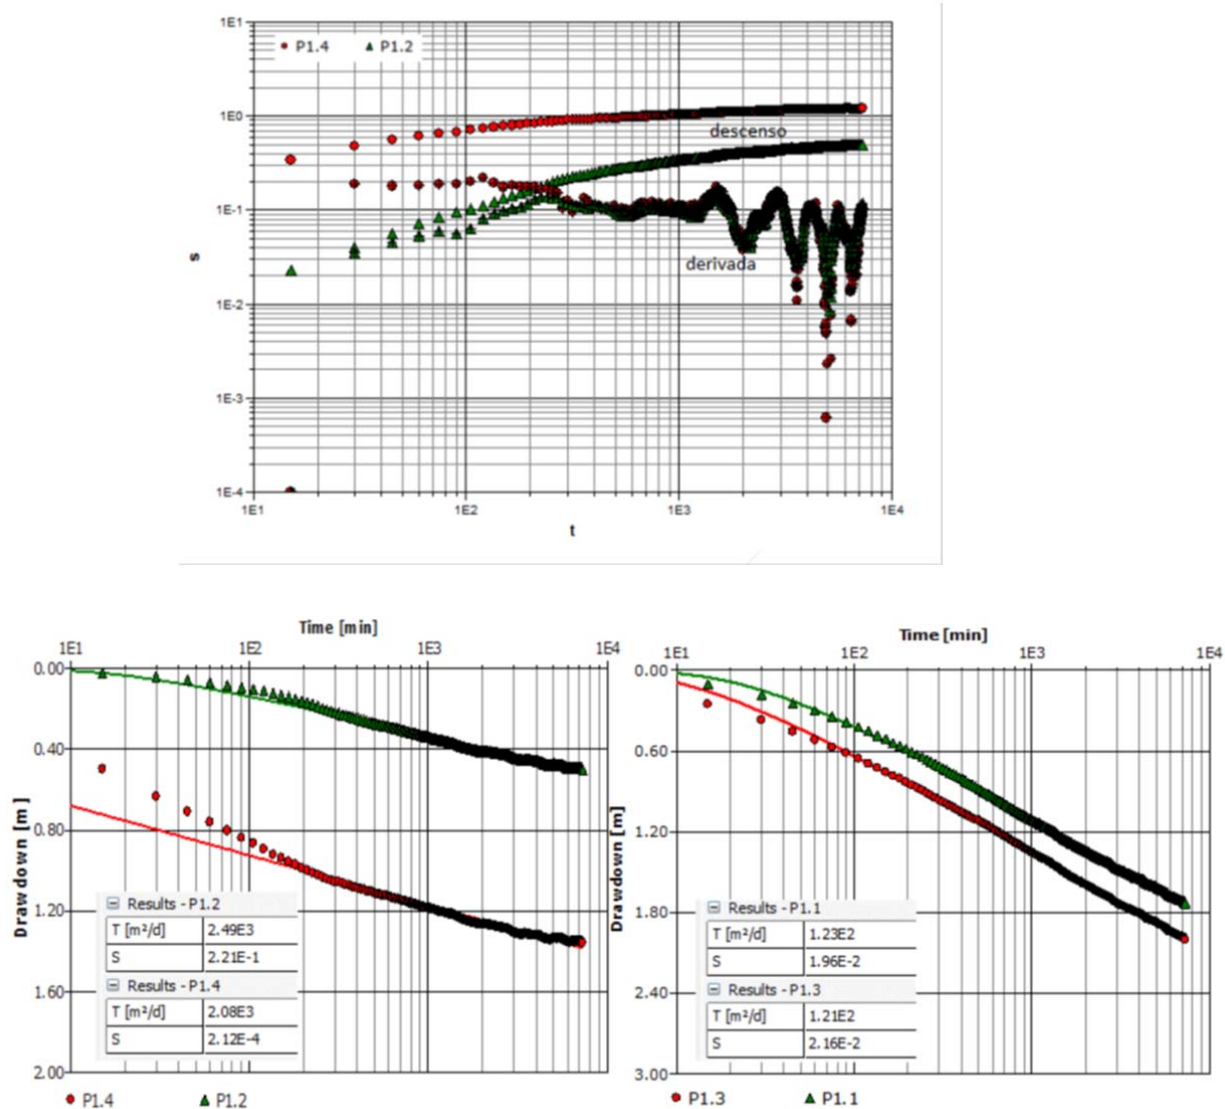 1E1
P1.4 P1.2
1E0
descenso
1E-1
s
derivada
1E-2
1E-3
1E-4
1E1 1E2 1E3 1E4
t
Time [min]
1E1 1E2 1E3 1E4
0.00
0.40
0.80
1.20
1.60
2.00
Drawdown [m]
Results - P1.2
T [m²/d] 2.49E3
S 2.21E-1
Results - P1.4
T [m²/d] 2.08E3
S 2.12E-4
P1.4 P1.2
Time [min]
1E1 1E2 1E3 1E4
0.00
0.60
1.20
1.80
2.40
3.00
Drawdown [m]
Results - P1.1
T [m²/d] 1.23E2
S 1.96E-2
Results - P1.3
T [m²/d] 1.21E2
S 2.16E-2
P1.3 P1.1